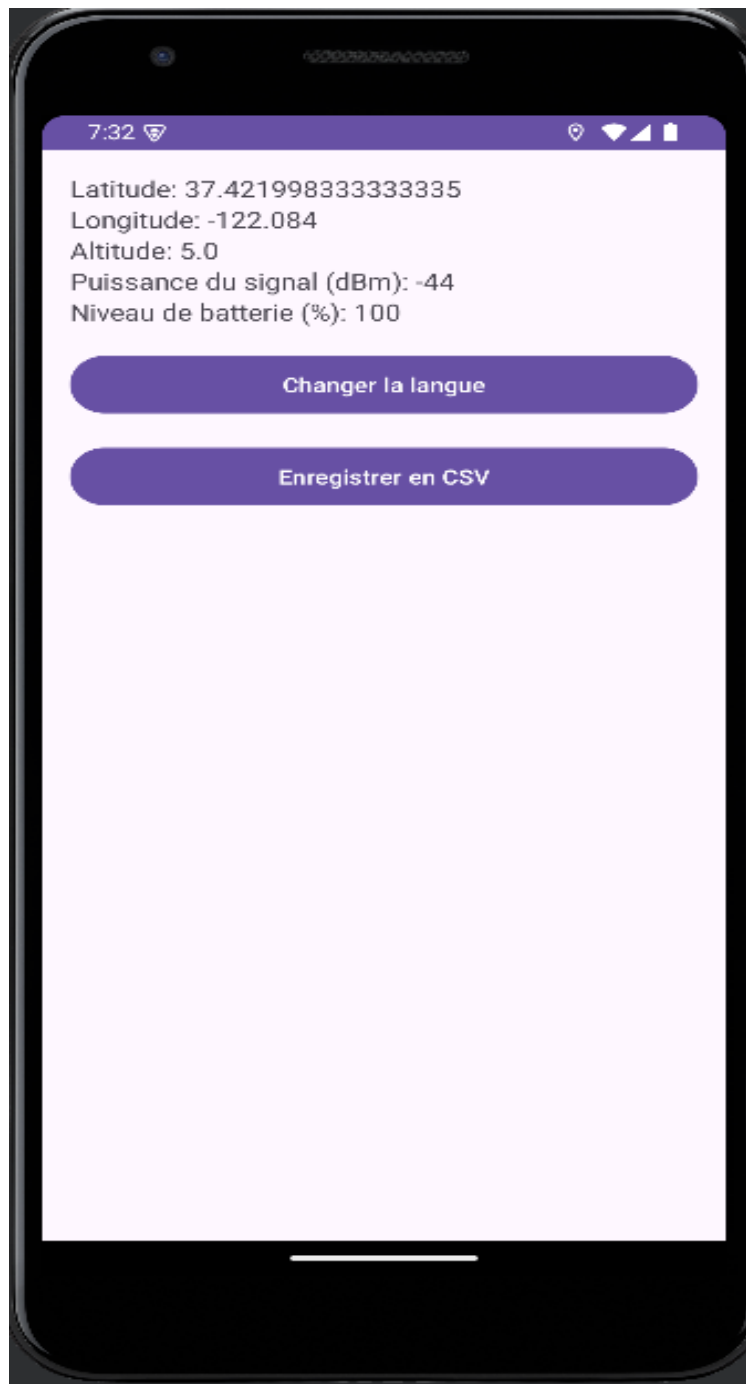 7:32
Latitude: 37.421998333333335
Longitude: -122.084
Altitude: 5.0
Puissance du signal (dBm): -44
Niveau de batterie (%): 100
Changer la langue
Enregistrer en CSV